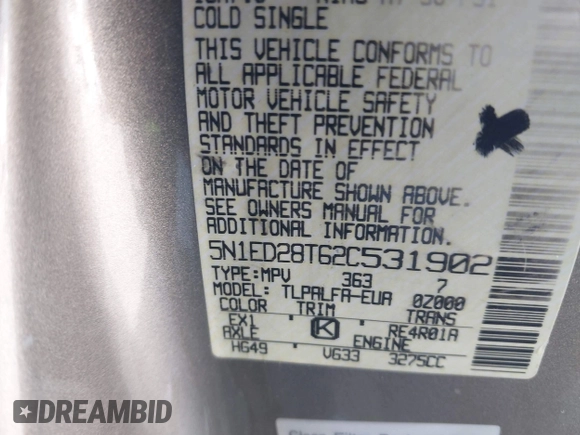 COLD SINGLE
THIS VEHICLE CONFORMS TO
ALL APPLICABLE FEDERAL
MOTOR VEHICLE SAFETY
AND THEFT PREVENTION
STANDARDS IN EFFECT
ON THE DATE OF
MANUFACTURE SHOWN ABOVE.
SEE OWNERS MANUAL FOR
ADDITIONAL INFORMATION
5N1ED28T62C531902
TYPE:MPV 363 7
MODEL: TLPALFA-EUA 0Z000
COLOR TRIM TRANS
EX1 K RE4R01A
AXLE ENGINE
HG49 VG33 3275CC
DREAMBID